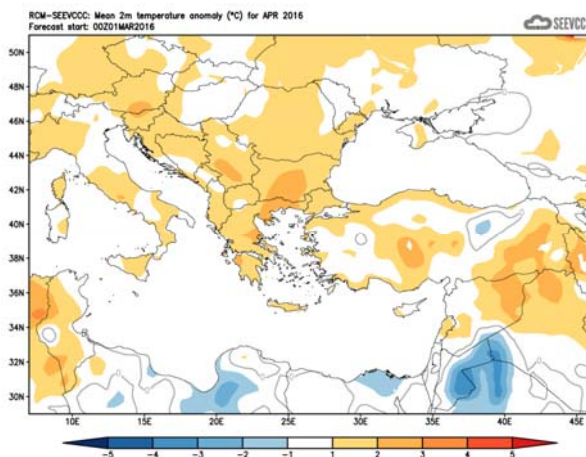 RCM-SEEVCCC: Mean 2m temperature anomaly (°C) for APR 2016
Forecast start: 00Z01MAR2016
SEEVCC
50N
48N
46N
44N
42N
40N
38N
36N
34N
32N
30N
10E 15E 20E 25E 30E 35E 40E 45E
-5 -4 -3 -2 -1 1 2 3 4 5